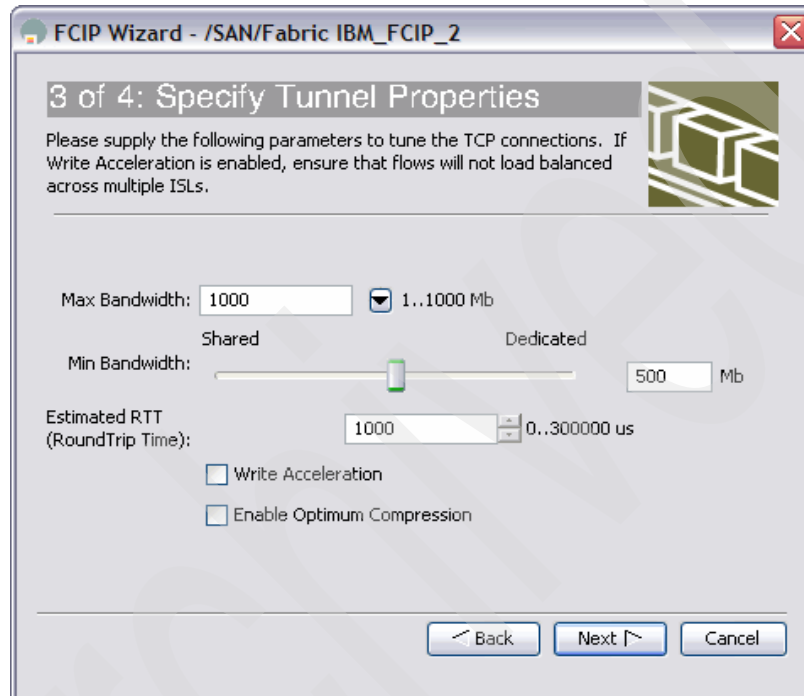 FCIP Wizard - /SAN/Fabric IBM_FCIP_2
3 of 4: Specify Tunnel Properties
Please supply the following parameters to tune the TCP connections. If
Write Acceleration is enabled, ensure that flows will not load balanced
across multiple ISLs.
Max Bandwidth: 1000 1..1000 Mb
Shared Dedicated
Min Bandwidth: 500 Mb
Estimated RTT
(RoundTrip Time): 1000 0..300000 us
Write Acceleration
Enable Optimum Compression
Back Next Cancel